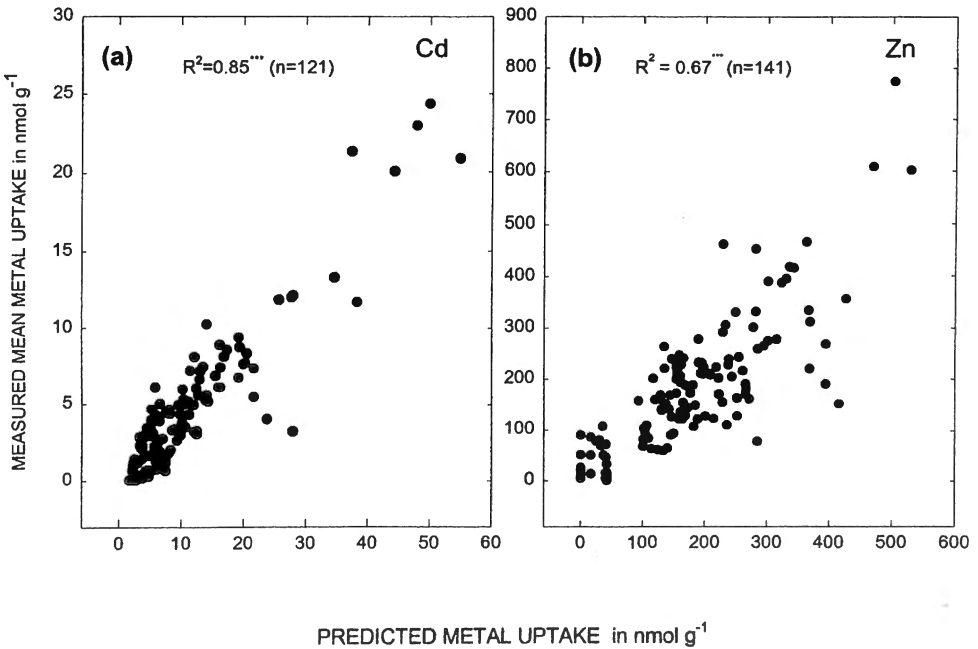 MEASURED MEAN METAL UPTAKE in nmol g⁻¹
(a)
Cd
R²=0.85*** (n=121)
30
25
20
15
10
5
0
0 10 20 30 40 50 60
(b)
Zn
R² = 0.67*** (n=141)
900
800
700
600
500
400
300
200
100
0
0 100 200 300 400 500 600
PREDICTED METAL UPTAKE in nmol g⁻¹